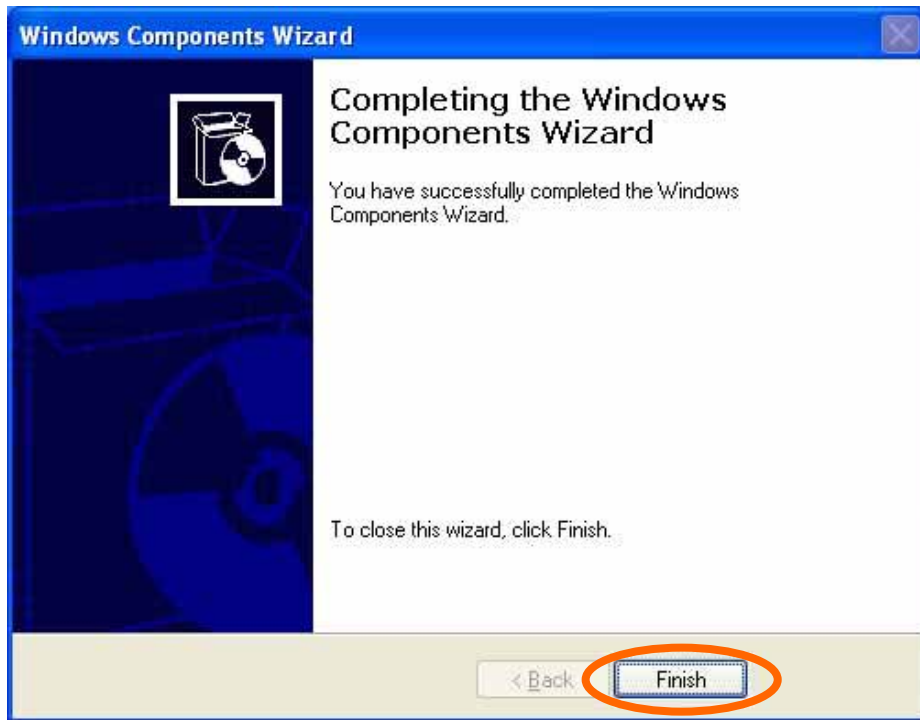 Windows Components Wizard
Completing the Windows
Components Wizard
You have successfully completed the Windows
Components Wizard.
To close this wizard, click Finish.
< Back
Finish